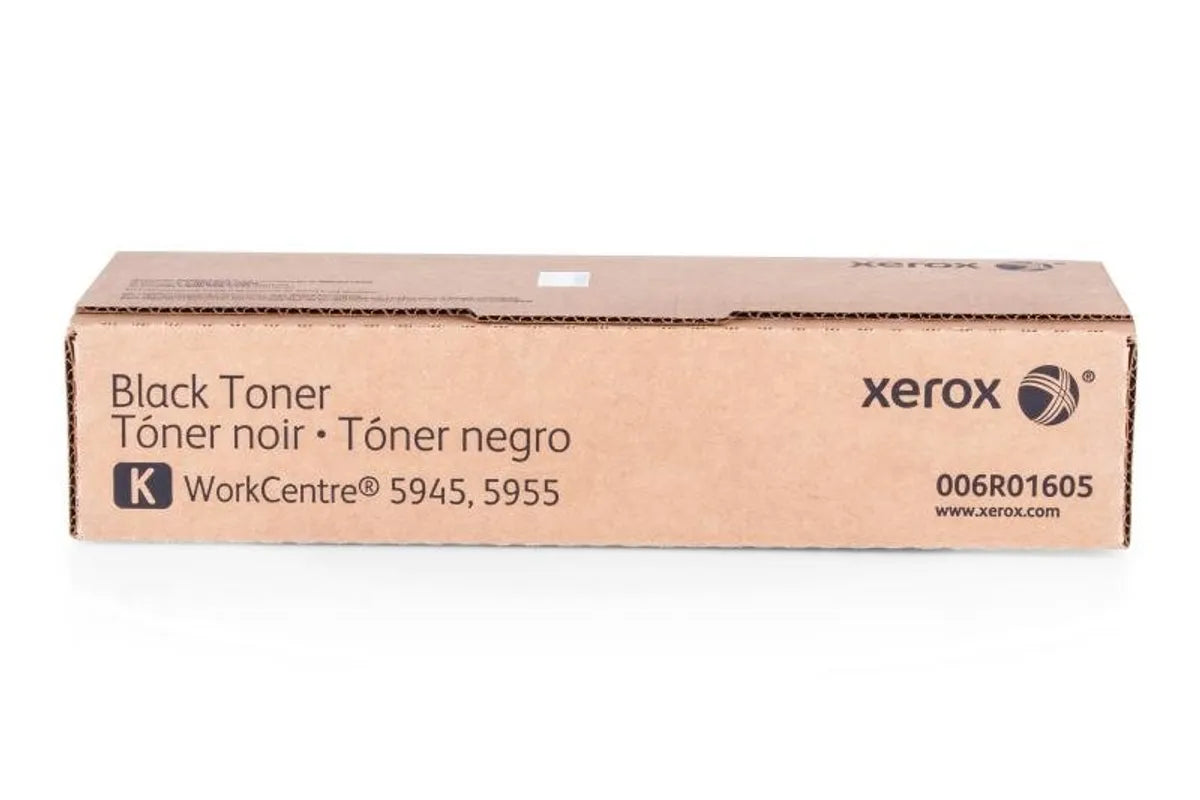 xerox
Black Toner
Tóner noir • Tóner negro
K WorkCentre® 5945, 5955
xerox ®
006R01605
www.xerox.com